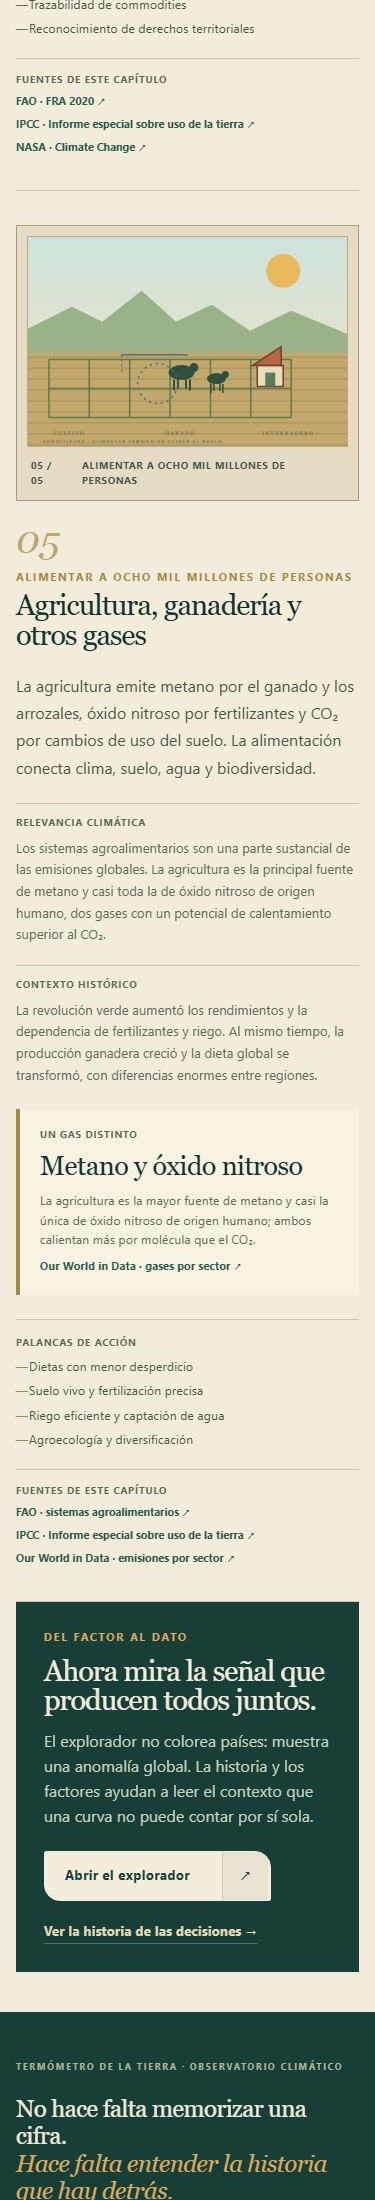 —Trazabilidad de commodities
—Reconocimiento de derechos territoriales
FUENTES DE ESTE CAPÍTULO
FAO · FRA 2020 ↗
IPCC · Informe especial sobre uso de la tierra ↗
NASA · Climate Change ↗
CULTIVO GANADO INVERNADERO
AGRICULTURA · ALIMENTAR TAMBIÉN ES CUIDAR EL SUELO
05 / 05
ALIMENTAR A OCHO MIL MILLONES DE
PERSONAS
05
ALIMENTAR A OCHO MIL MILLONES DE PERSONAS
Agricultura, ganadería y
otros gases
La agricultura emite metano por el ganado y los
arrozales, óxido nitroso por fertilizantes y CO₂
por cambios de uso del suelo. La alimentación
conecta clima, suelo, agua y biodiversidad.
RELEVANCIA CLIMÁTICA
Los sistemas agroalimentarios son una parte sustancial de
las emisiones globales. La agricultura es la principal fuente
de metano y casi toda la de óxido nitroso de origen
humano, dos gases con un potencial de calentamiento
superior al CO₂.
CONTEXTO HISTÓRICO
La revolución verde aumentó los rendimientos y la
dependencia de fertilizantes y riego. Al mismo tiempo, la
producción ganadera creció y la dieta global se
transformó, con diferencias enormes entre regiones.
UN GAS DISTINTO
Metano y óxido nitroso
La agricultura es la mayor fuente de metano y casi la
única de óxido nitroso de origen humano; ambos
calientan más por molécula que el CO₂.
Our World in Data · gases por sector ↗
PALANCAS DE ACCIÓN
—Dietas con menor desperdicio
—Suelo vivo y fertilización precisa
—Riego eficiente y captación de agua
—Agroecología y diversificación
FUENTES DE ESTE CAPÍTULO
FAO · sistemas agroalimentarios ↗
IPCC · Informe especial sobre uso de la tierra ↗
Our World in Data · emisiones por sector ↗
DEL FACTOR AL DATO
Ahora mira la señal que
producen todos juntos.
El explorador no colorea países: muestra
una anomalía global. La historia y los
factores ayudan a leer el contexto que
una curva no puede contar por sí sola.
Abrir el explorador ↗
Ver la historia de las decisiones →
TERMÓMETRO DE LA TIERRA · OBSERVATORIO CLIMÁTICO
No hace falta memorizar una
cifra.
Hace falta entender la historia
que hay detrás.